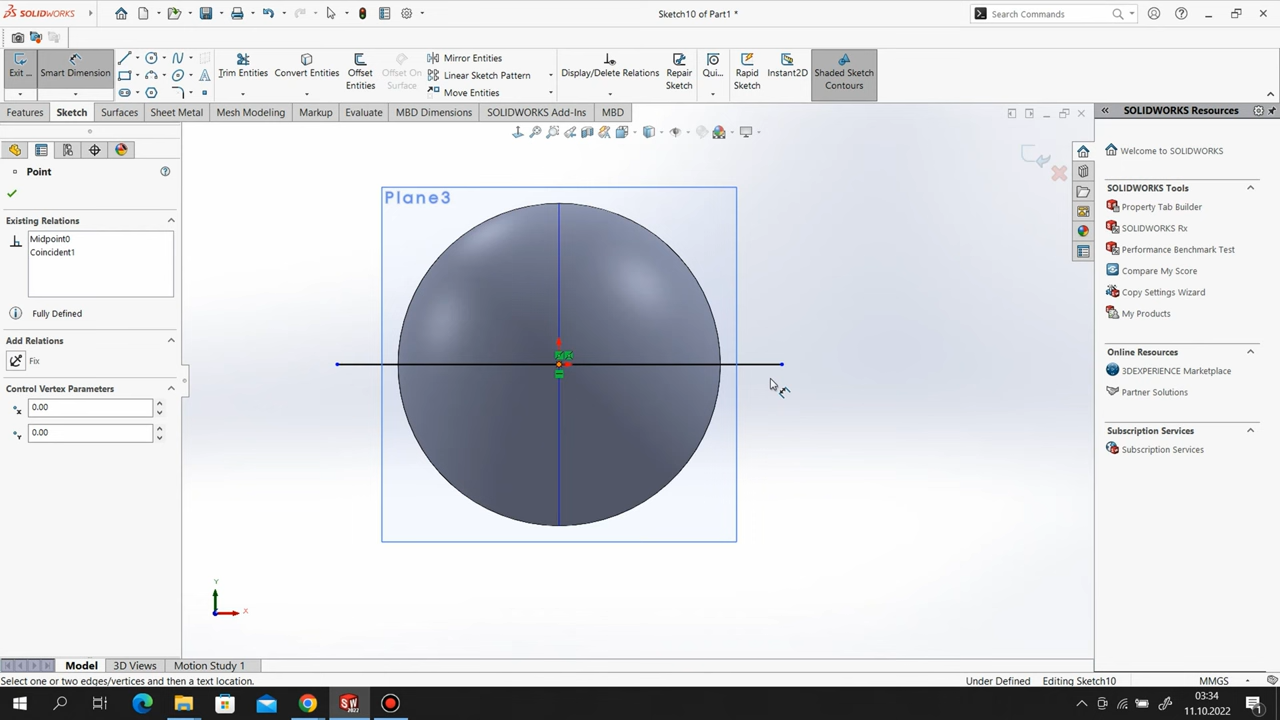 SOLIDWORKS
Sketch10 of Part1 *
Search Commands
Exit ...
Smart Dimension
Trim Entities
Convert Entities
Offset Entities
Offset On Surface
Mirror Entities
Linear Sketch Pattern
Move Entities
Display/Delete Relations
Repair Sketch
Qui...
Rapid Sketch
Instant2D
Shaded Sketch Contours
Features
Sketch
Surfaces
Sheet Metal
Mesh Modeling
Markup
Evaluate
MBD Dimensions
SOLIDWORKS Add-Ins
MBD
Point
Existing Relations
Midpoint0
Coincident1
Fully Defined
Add Relations
Fix
Control Vertex Parameters
0.00
0.00
Plane3
Y
X
SOLIDWORKS Resources
Welcome to SOLIDWORKS
SOLIDWORKS Tools
Property Tab Builder
SOLIDWORKS Rx
Performance Benchmark Test
Compare My Score
Copy Settings Wizard
My Products
Online Resources
3DEXPERIENCE Marketplace
Partner Solutions
Subscription Services
Subscription Services
Model
3D Views
Motion Study 1
Select one or two edges/vertices and then a text location.
Under Defined
Editing Sketch10
MMGS
03:34
11.10.2022